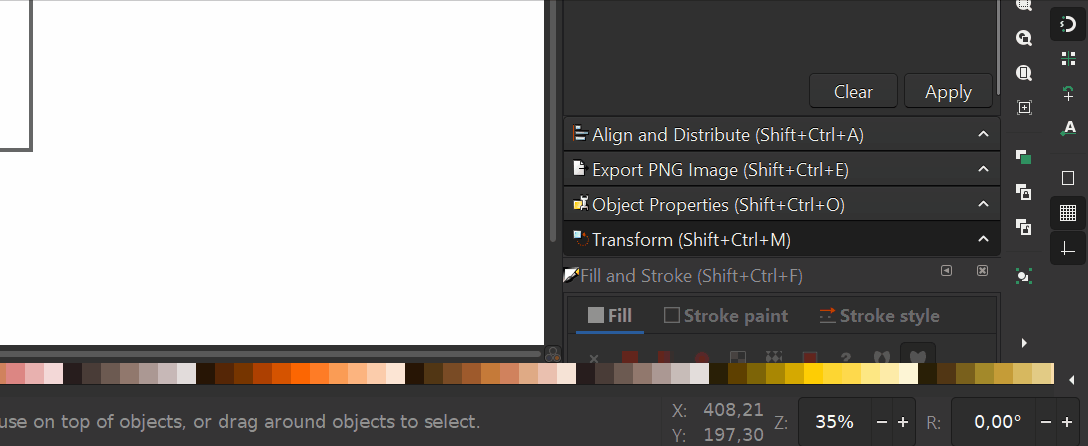 Clear Apply
Align and Distribute (Shift+Ctrl+A)
Export PNG Image (Shift+Ctrl+E)
Object Properties (Shift+Ctrl+O)
Transform (Shift+Ctrl+M)
Fill and Stroke (Shift+Ctrl+F)
Fill Stroke paint Stroke style
use on top of objects, or drag around objects to select.
X: 408,21
Y: 197,30
Z: 35% − +
R: 0,00° − +